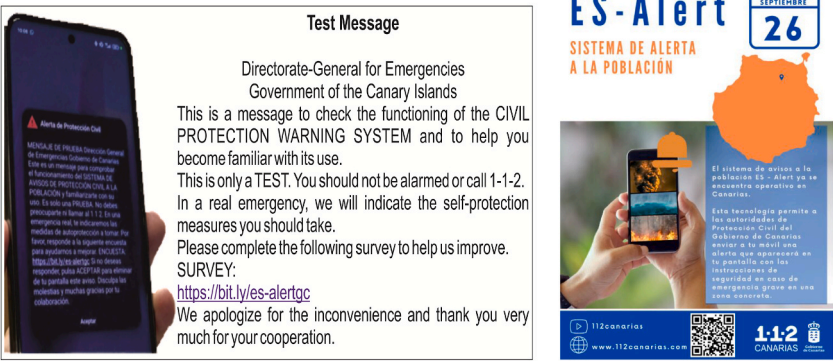 Test Message
Directorate-General for Emergencies
Government of the Canary Islands
This is a message to check the functioning of the CIVIL
PROTECTION WARNING SYSTEM and to help you
become familiar with its use.
This is only a TEST. You should not be alarmed or call 1-1-2.
In a real emergency, we will indicate the self-protection
measures you should take.
Please complete the following survey to help us improve.
SURVEY:
https://bit.ly/es-alertgc
We apologize for the inconvenience and thank you very
much for your cooperation.
Alerta de Protección Civil
MENSAJE DE PRUEBA Dirección General
de Emergencias Gobierno de Canarias
Este es un mensaje para comprobar
el funcionamiento del SISTEMA DE
AVISOS DE PROTECCIÓN CIVIL A LA
POBLACIÓN y familiarizarte con su
uso. Es solo una PRUEBA. No debes
preocuparte ni llamar al 1 1 2. En una
emergencia real, te indicaremos las
medidas de autoprotección a tomar. Por
favor, responde a la siguiente encuesta
para ayudarnos a mejorar. ENCUESTA:
https://bit.ly/es-alertgc Si no deseas
responder, pulsa ACEPTAR para eliminar
de tu pantalla este aviso. Disculpa las
molestias y muchas gracias por tu
colaboración.
Aceptar
ES-Alert
SEPTIEMBRE
26
SISTEMA DE ALERTA
A LA POBLACIÓN
El sistema de avisos a la
población ES - Alert ya se
encuentra operativo en
Canarias.
Esta tecnología permite a
las autoridades de
Protección Civil del
Gobierno de Canarias
enviar a tu móvil una
alerta que aparecerá en
tu pantalla con las
instrucciones de
seguridad en caso de
emergencia grave en una
zona concreta.
112canarias
www.112canarias.com
1·1·2
CANARIAS
Gobierno
de Canarias